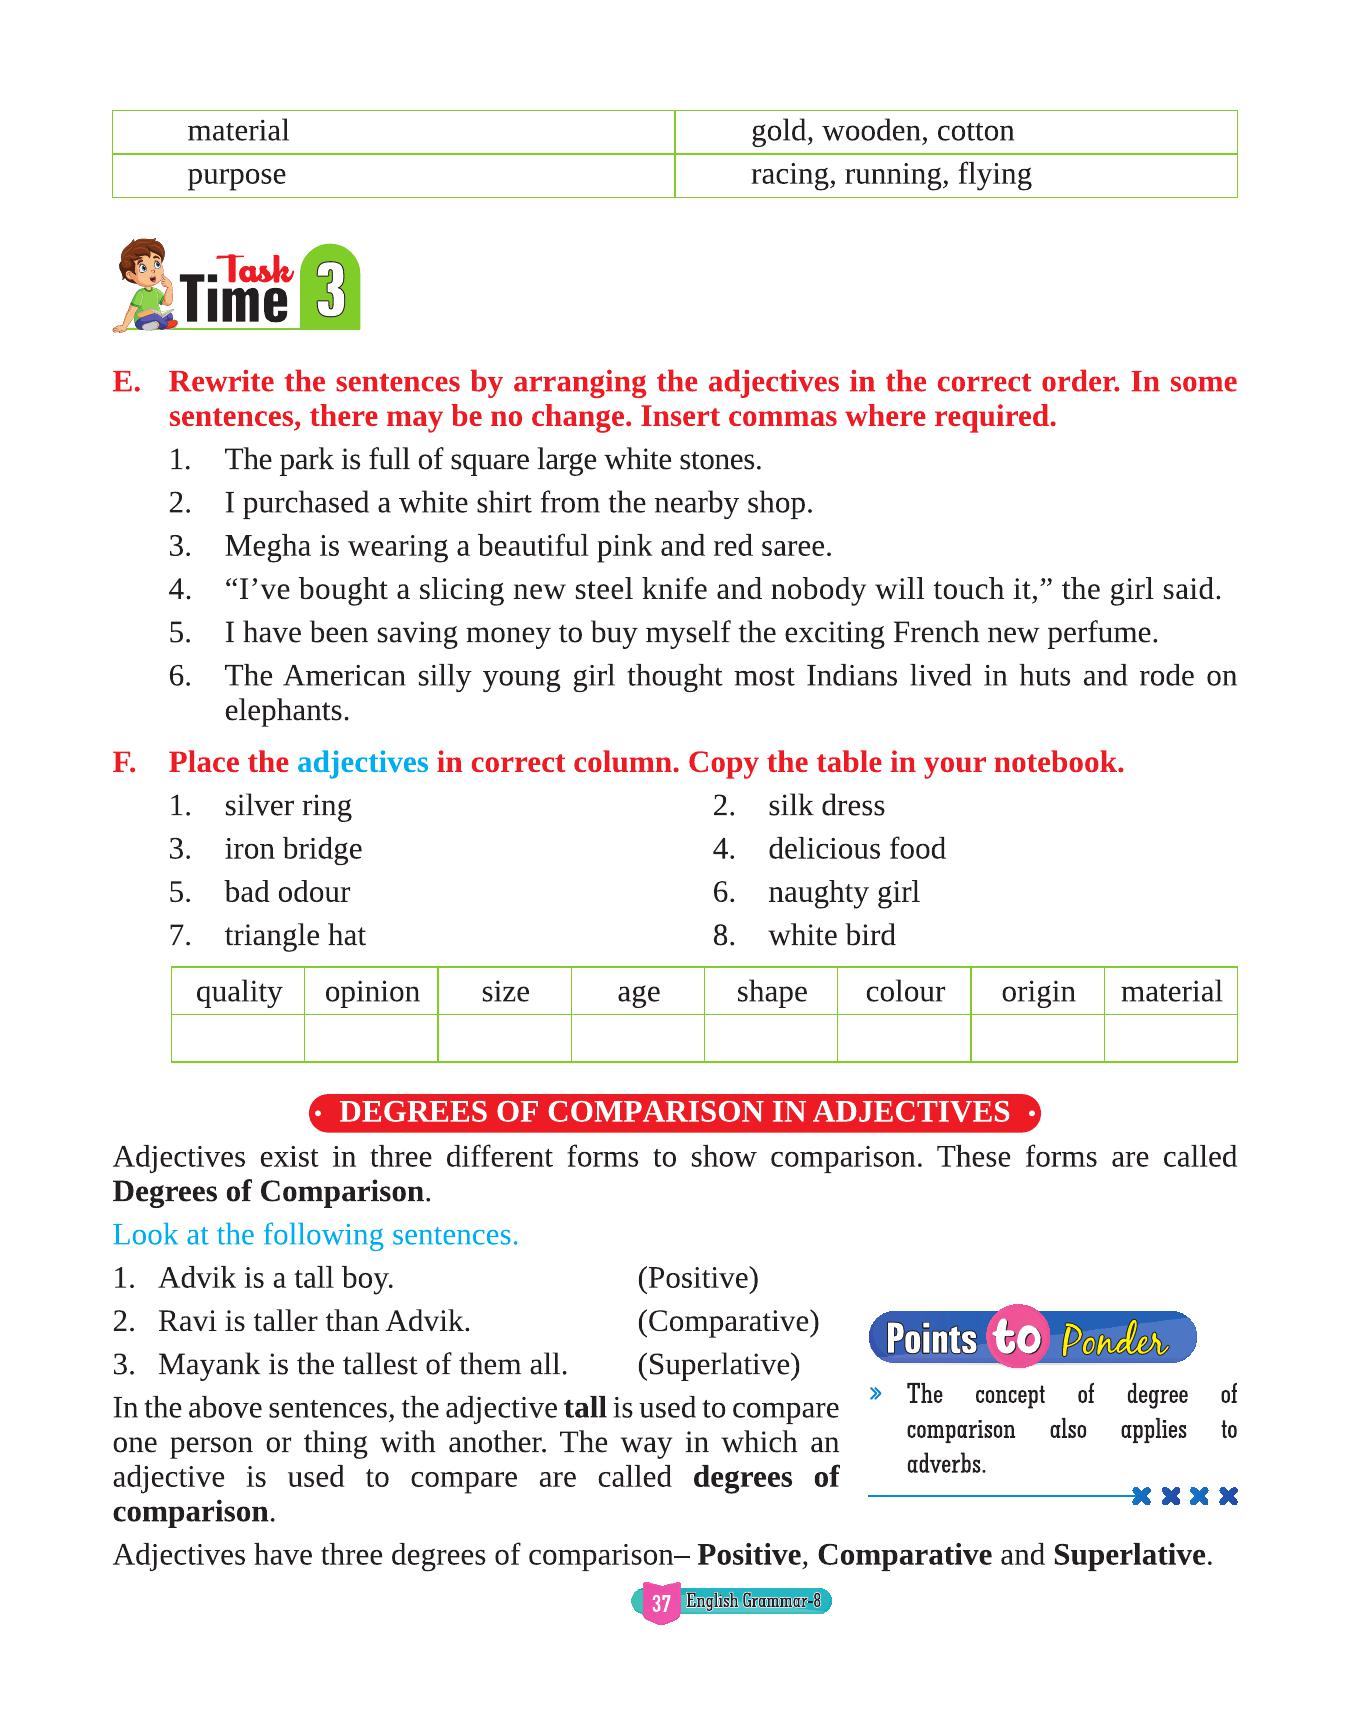 material gold, wooden, cotton
purpose racing, running, flying
Task
Time 3
E. Rewrite the sentences by arranging the adjectives in the correct order. In some
sentences, there may be no change. Insert commas where required.
1. The park is full of square large white stones.
2. I purchased a white shirt from the nearby shop.
3. Megha is wearing a beautiful pink and red saree.
4. “I’ve bought a slicing new steel knife and nobody will touch it,” the girl said.
5. I have been saving money to buy myself the exciting French new perfume.
6. The American silly young girl thought most Indians lived in huts and rode on
elephants.
F. Place the adjectives in correct column. Copy the table in your notebook.
1. silver ring 2. silk dress
3. iron bridge 4. delicious food
5. bad odour 6. naughty girl
7. triangle hat 8. white bird
quality opinion size age shape colour origin material
DEGREES OF COMPARISON IN ADJECTIVES
Adjectives exist in three different forms to show comparison. These forms are called
Degrees of Comparison.
Look at the following sentences.
1. Advik is a tall boy. (Positive)
2. Ravi is taller than Advik. (Comparative)
3. Mayank is the tallest of them all. (Superlative)
In the above sentences, the adjective tall is used to compare
one person or thing with another. The way in which an
adjective is used to compare are called degrees of
comparison.
Points to Ponder
» The concept of degree of
comparison also applies to
adverbs.
Adjectives have three degrees of comparison– Positive, Comparative and Superlative.
37 English Grammar-8